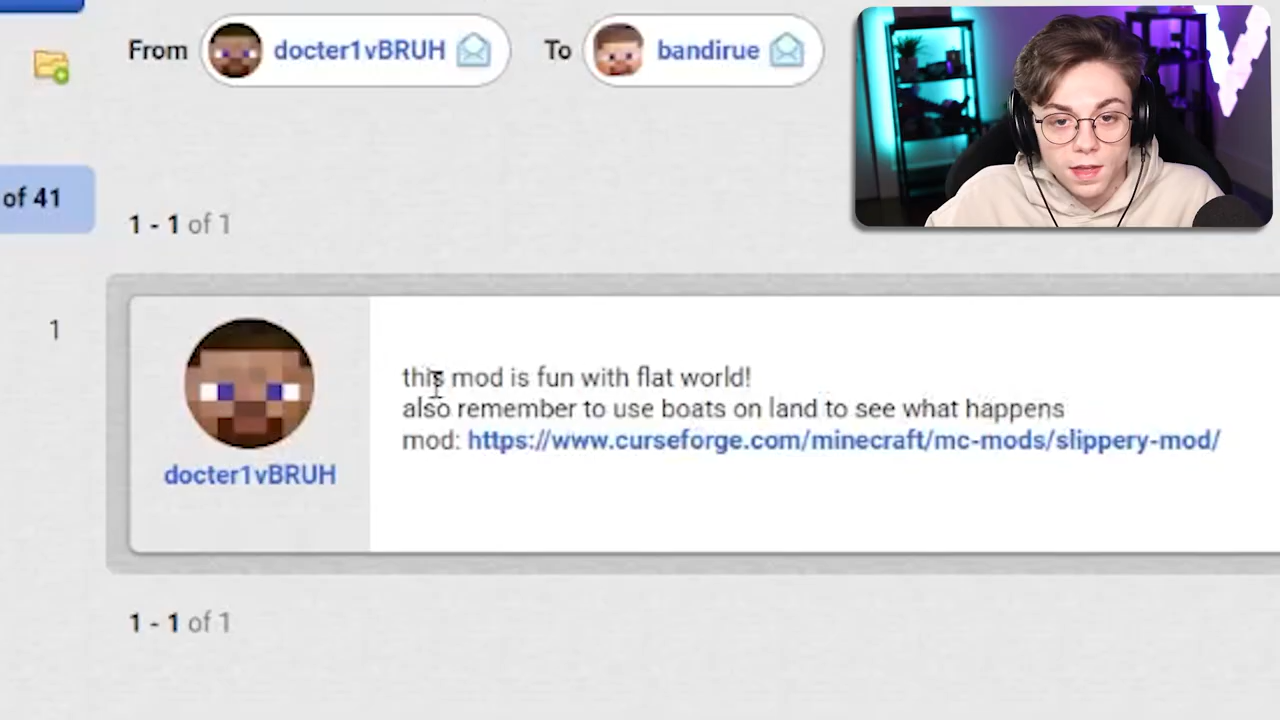 From docter1vBRUH To bandirue
of 41
1 - 1 of 1
1
this mod is fun with flat world!
also remember to use boats on land to see what happens
mod: https://www.curseforge.com/minecraft/mc-mods/slippery-mod/
docter1vBRUH
1 - 1 of 1